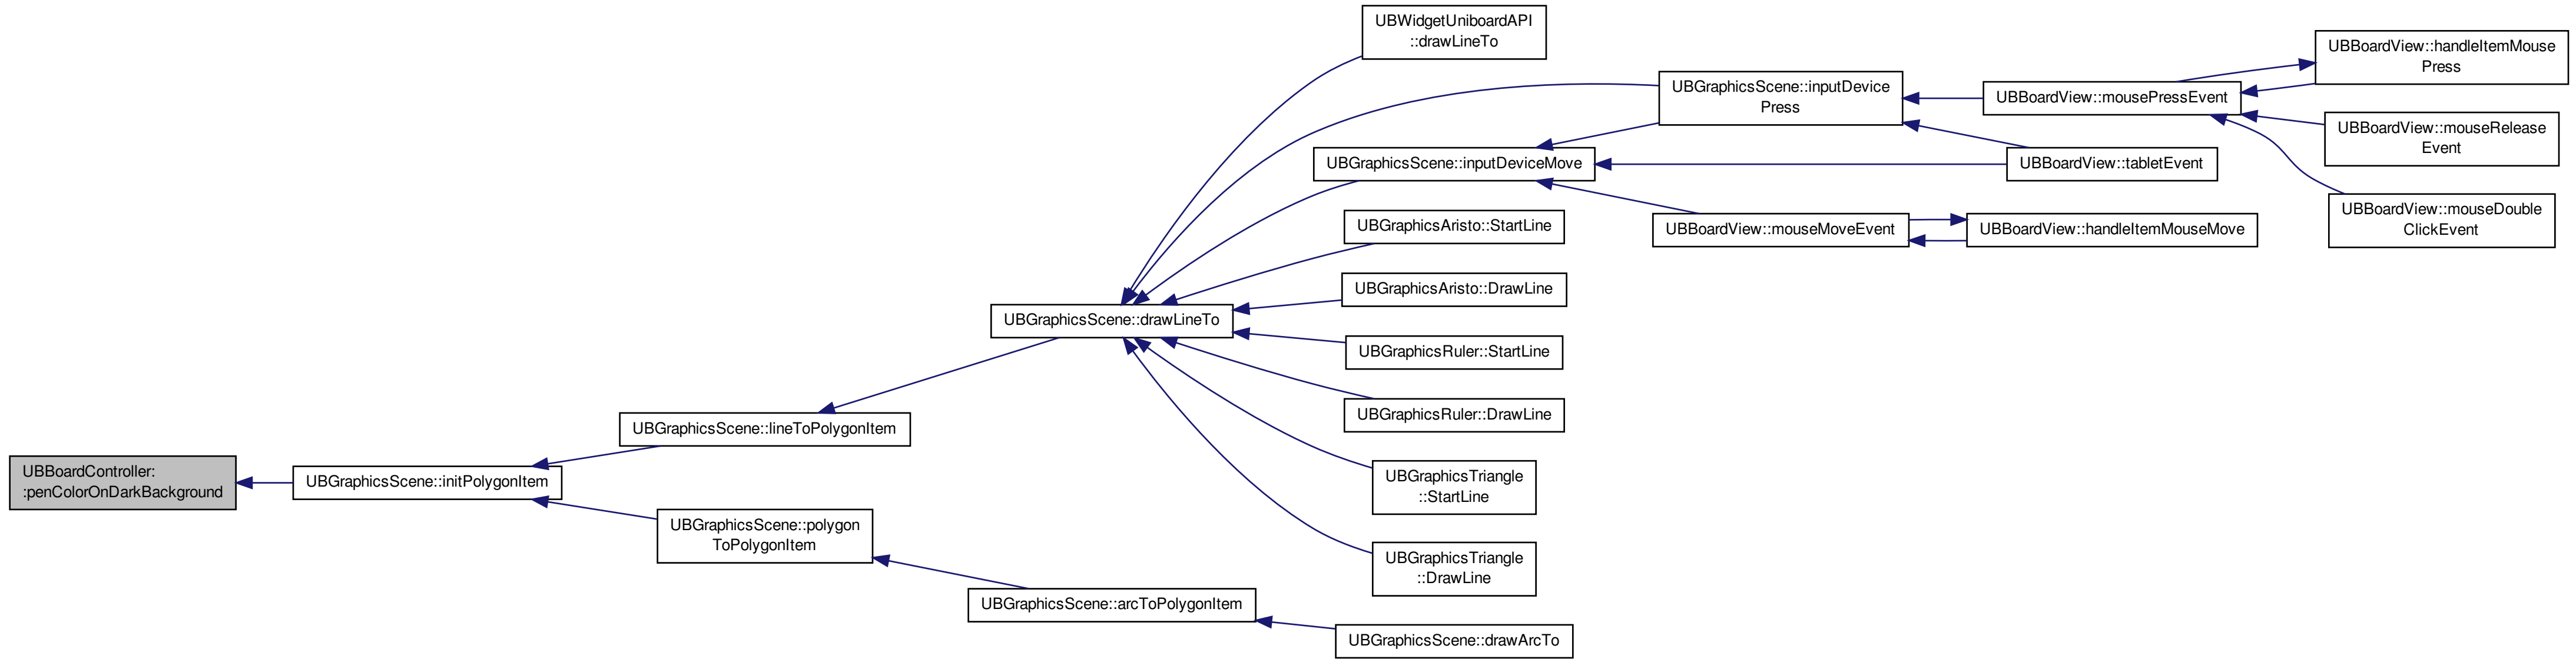 UBBoardController:
:penColorOnDarkBackground
UBGraphicsScene::initPolygonItem
UBGraphicsScene::lineToPolygonItem
UBGraphicsScene::polygon
ToPolygonItem
UBGraphicsScene::drawLineTo
UBGraphicsScene::arcToPolygonItem
UBWidgetUniboardAPI
::drawLineTo
UBGraphicsScene::inputDevice
Press
UBGraphicsScene::inputDeviceMove
UBGraphicsAristo::StartLine
UBGraphicsAristo::DrawLine
UBGraphicsRuler::StartLine
UBGraphicsRuler::DrawLine
UBGraphicsTriangle
::StartLine
UBGraphicsTriangle
::DrawLine
UBGraphicsScene::drawArcTo
UBBoardView::mousePressEvent
UBBoardView::tabletEvent
UBBoardView::mouseMoveEvent
UBBoardView::handleItemMouseMove
UBBoardView::handleItemMouse
Press
UBBoardView::mouseRelease
Event
UBBoardView::mouseDouble
ClickEvent